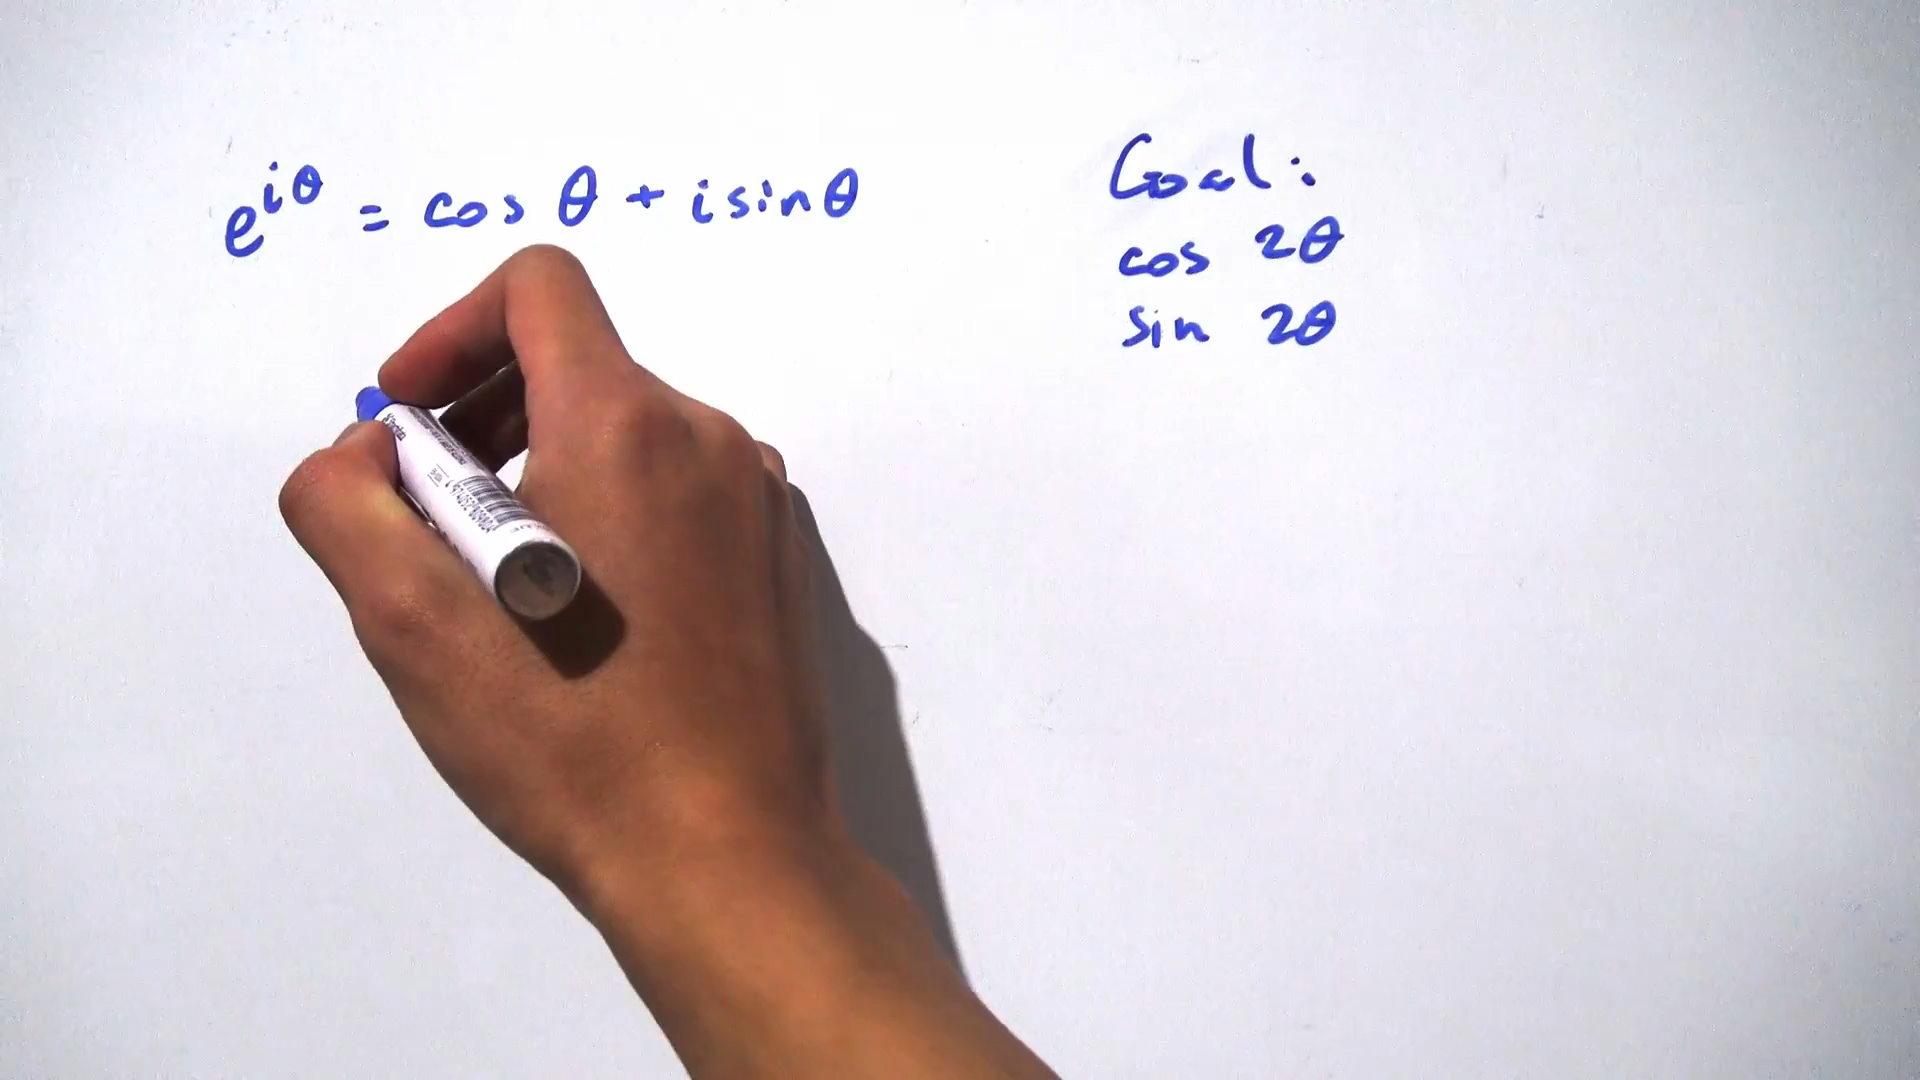 e^{iθ} = cos θ + i sin θ
Goal:
cos 2θ
sin 2θ